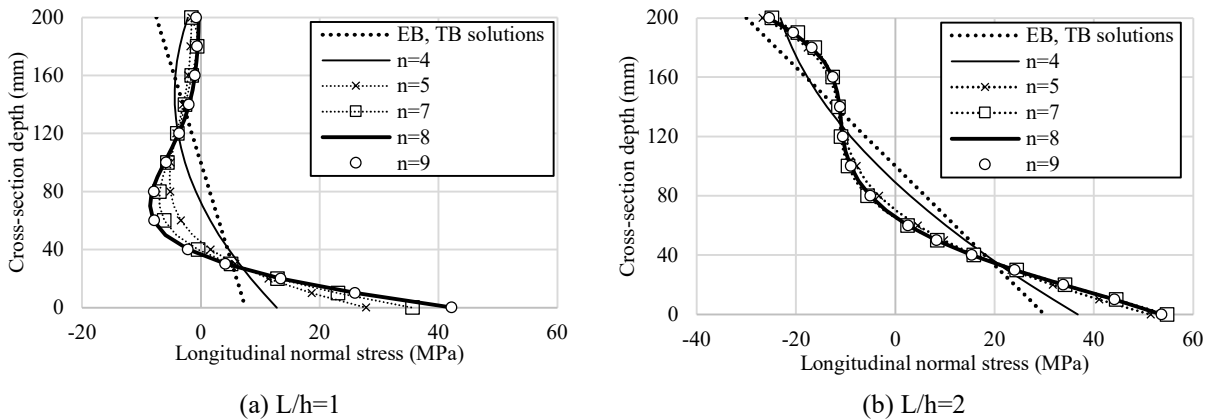 200
160
120
80
40
0
Cross-section depth (mm)
EB, TB solutions
n=4
n=5
n=7
n=8
n=9
-20 0 20 40 60
Longitudinal normal stress (MPa)
(a) L/h=1
200
160
120
80
40
0
Cross-section depth (mm)
EB, TB solutions
n=4
n=5
n=7
n=8
n=9
-40 -20 0 20 40 60
Longitudinal normal stress (MPa)
(b) L/h=2